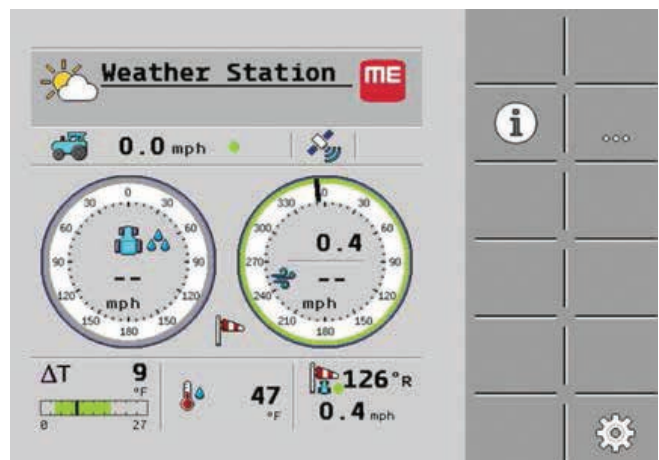 Weather Station ME
0.0 mph
0
30 30
60 60
90 90
--
mph
120 120
150 150
180
0
330 30
300 60
0.4
270 90
--
mph
240 120
210 150
180
ΔT 9 °F
0 27
47 °F
126°R
0.4 mph
i
...